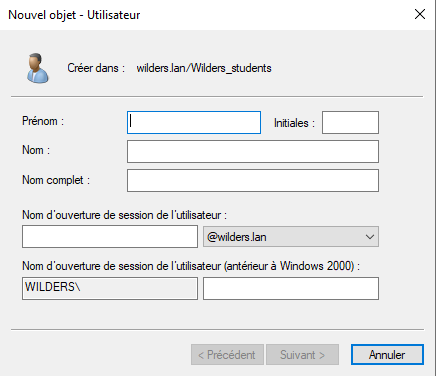 Nouvel objet - Utilisateur
Créer dans : wilders.lan/Wilders_students
Prénom : Initiales :
Nom :
Nom complet :
Nom d'ouverture de session de l'utilisateur :
@wilders.lan
Nom d'ouverture de session de l'utilisateur (antérieur à Windows 2000) :
WILDERS\
< Précédent Suivant > Annuler